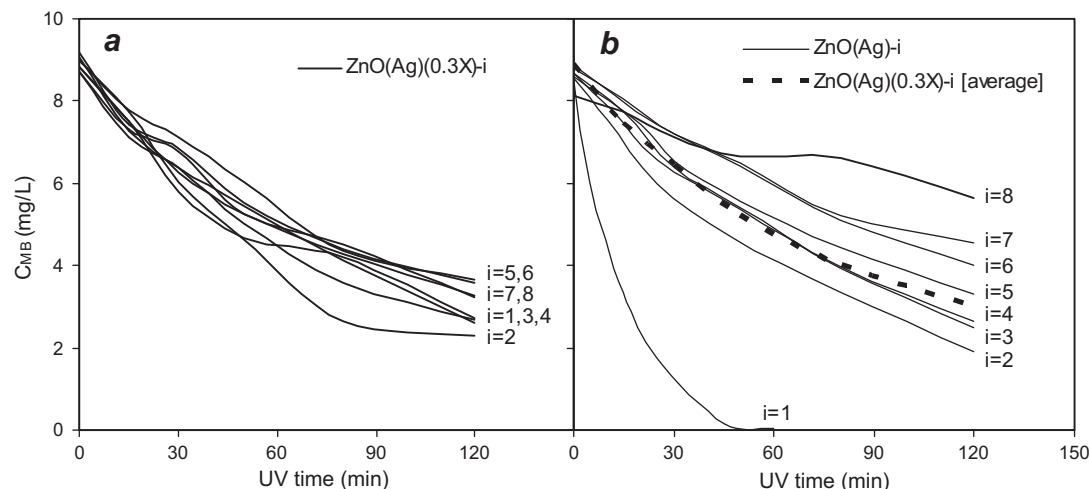 a
ZnO(Ag)(0.3X)-i
i=5,6
i=7,8
i=1,3,4
i=2
b
ZnO(Ag)-i
ZnO(Ag)(0.3X)-i [average]
i=8
i=7
i=6
i=5
i=4
i=3
i=2
i=1
CMB (mg/L)
10
8
6
4
2
0
0 30 60 90 120
0 30 60 90 120 150
UV time (min)
UV time (min)